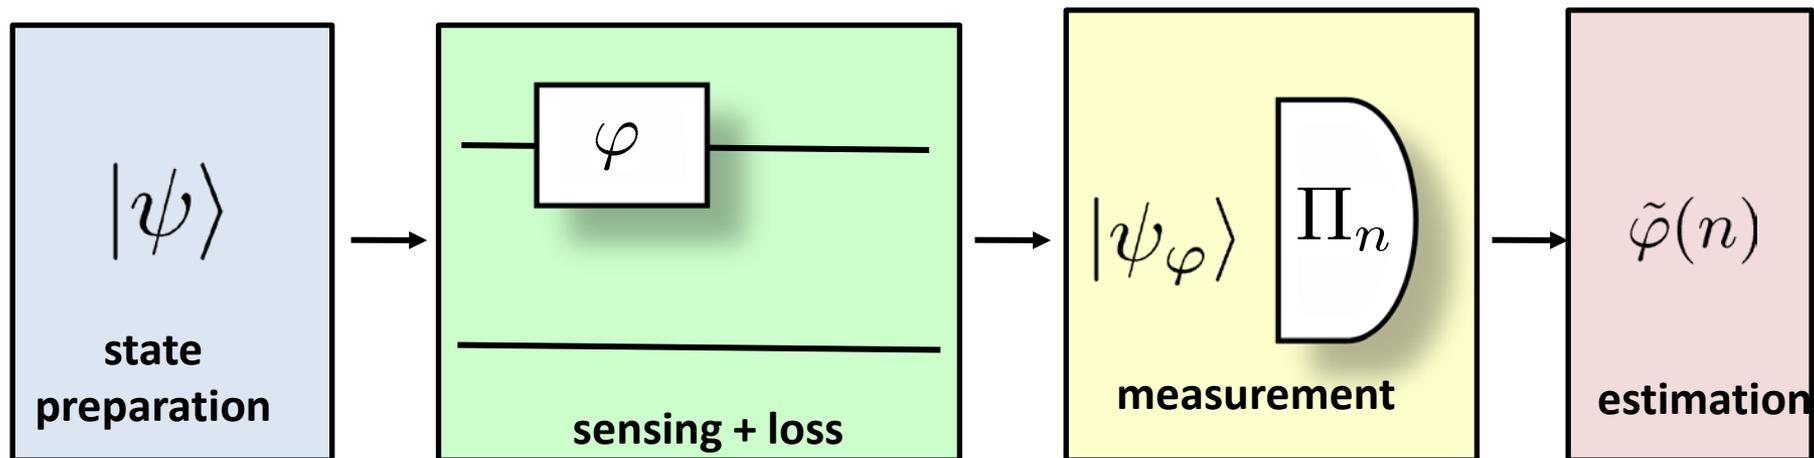 |ψ⟩
state
preparation
φ
sensing + loss
|ψ_φ⟩
Π_n
measurement
φ̃(n)
estimation